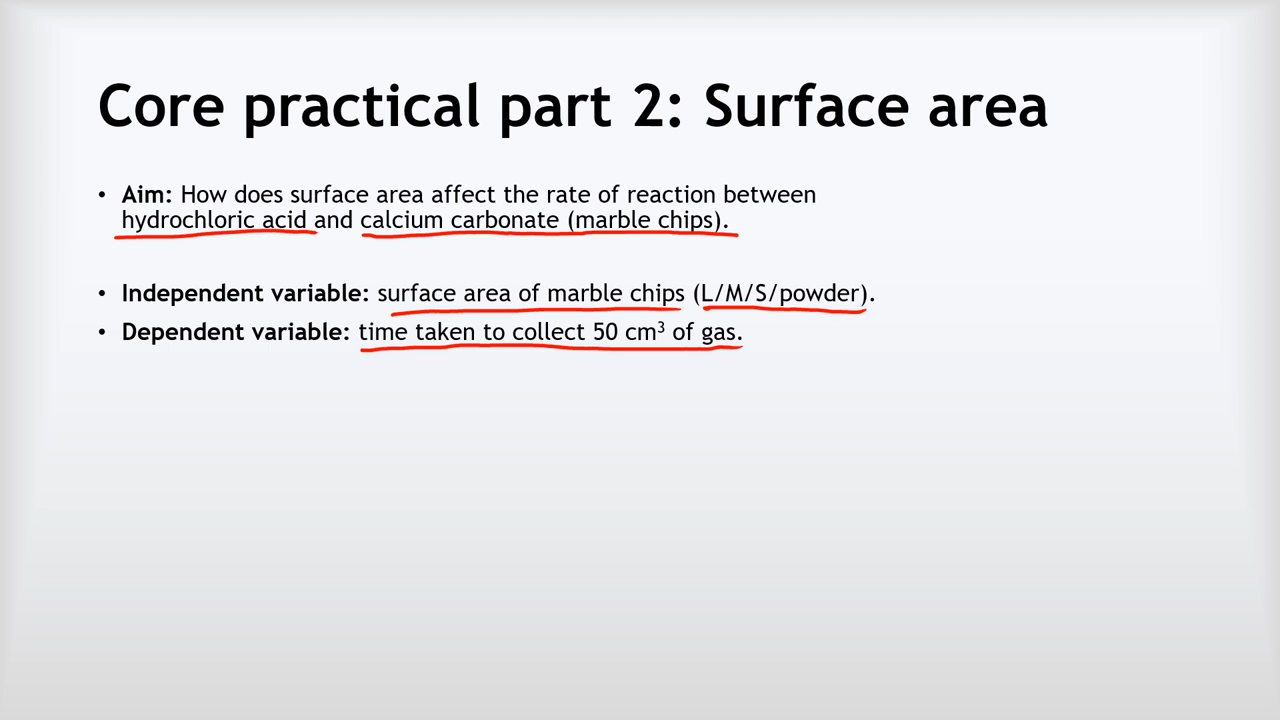 Core practical part 2: Surface area
• Aim: How does surface area affect the rate of reaction between
hydrochloric acid and calcium carbonate (marble chips).
• Independent variable: surface area of marble chips (L/M/S/powder).
• Dependent variable: time taken to collect 50 cm³ of gas.